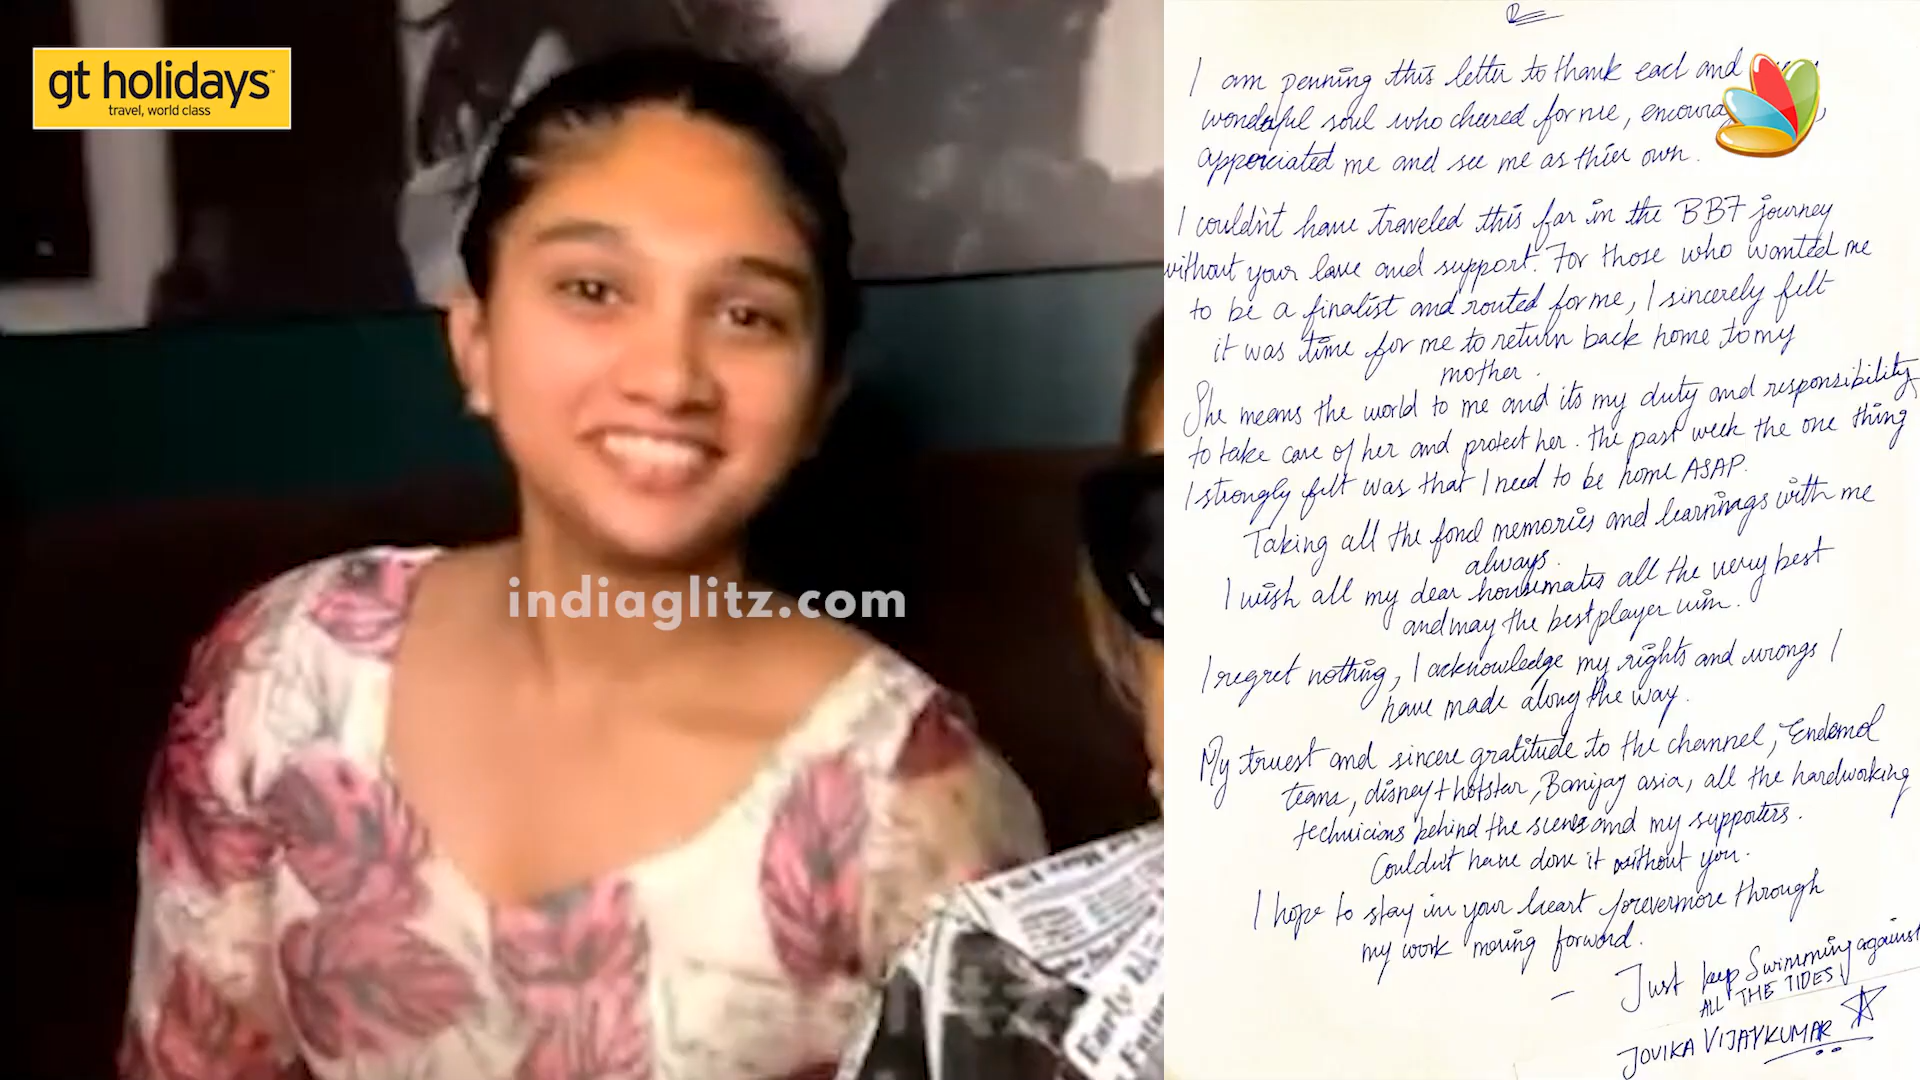 gt holidays™
travel, world class
indiaglitz.com
I am penning this letter to thank each and
wonderful soul who cheered for me,
appreciated me and see me as thier own.
I couldn't have traveled this far in the BB7 journey
without your love and support. For those who wanted me
to be a finalist and routed for me, I sincerely felt
it was time for me to return back home to my
mother.
She means the world to me and its my duty and responsibility
to take care of her and protect her. the past week the one thing
I strongly felt was that I need to be home ASAP.
Taking all the fond memories and learnings with me
always.
I wish all my dear housemates all the very best
and may the best player win.
I regret nothing, I acknowledge my rights and wrongs I
have made along the way.
My truest and sincere gratitude to the channel, Endemol
team, disney+hotstar, Banijay asia, all the hardworking
technicians behind the scenes and my supporters.
Couldn't have done it without you.
I hope to stay in your heart forevermore through
my work moving forward.
– Just keep Swimming against
ALL THE TIDES
JOVIKA VIJAYKUMAR
Early